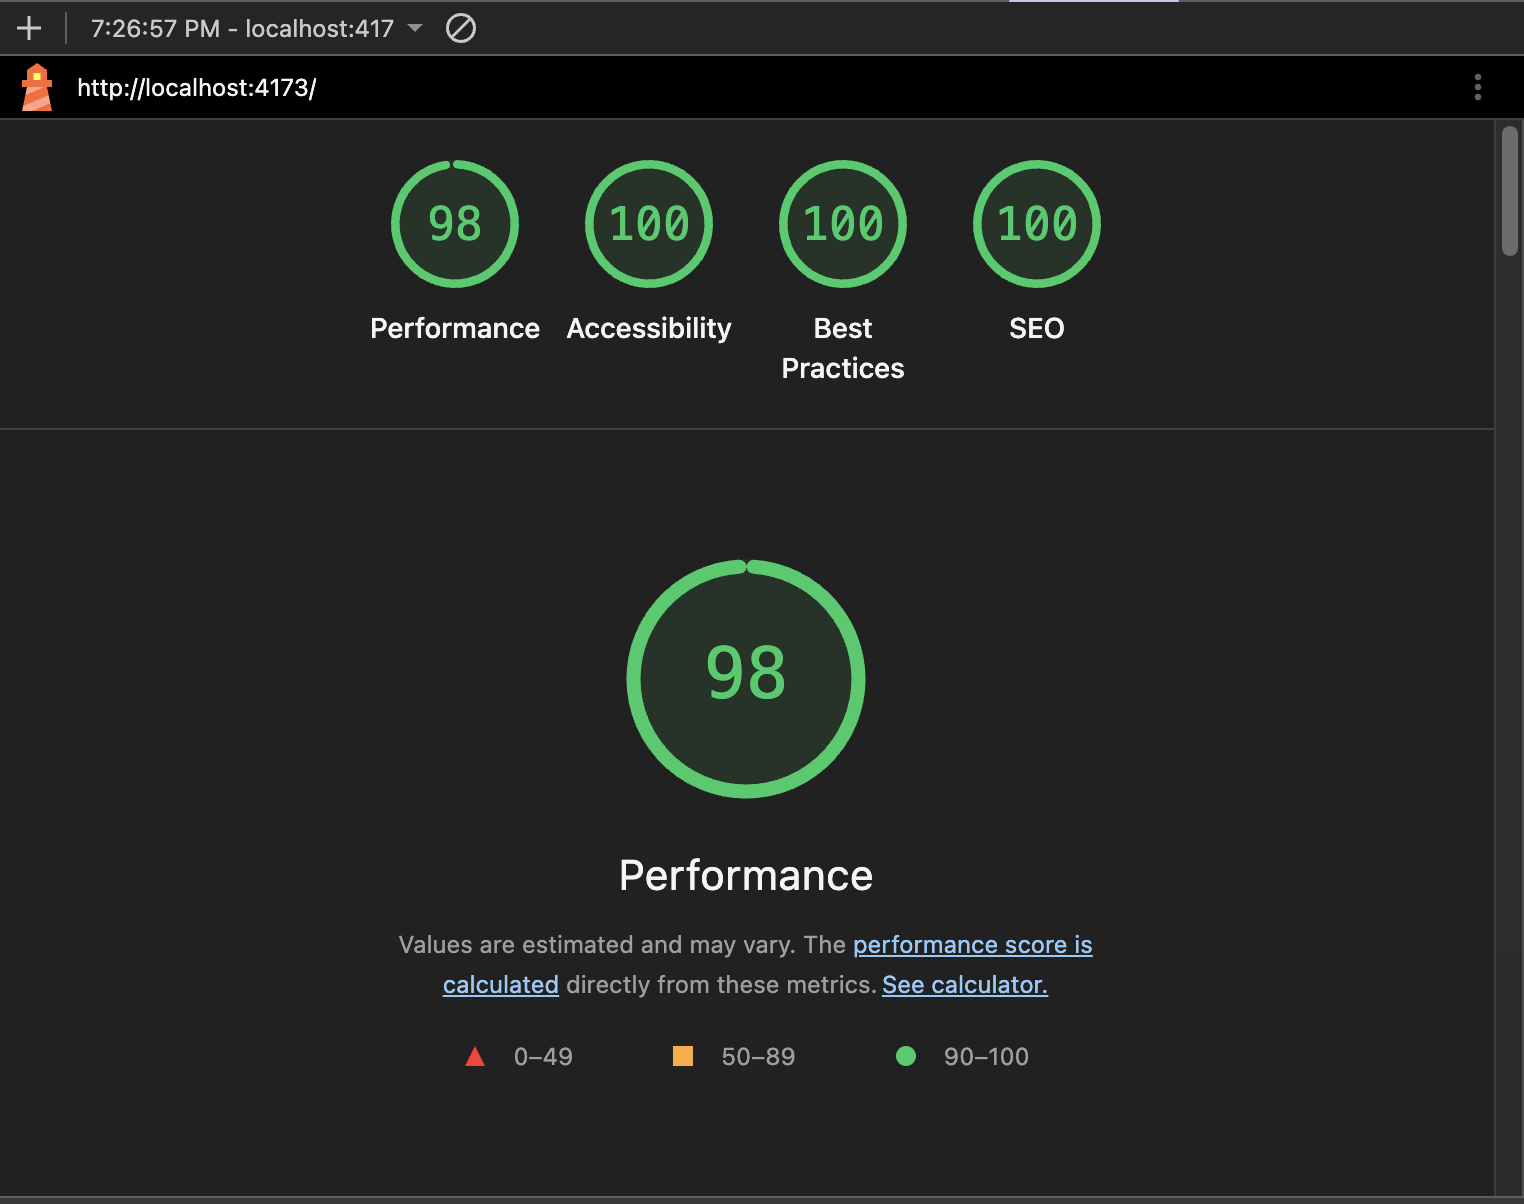 7:26:57 PM - localhost:417
http://localhost:4173/
98
100
100
100
Performance
Accessibility
Best
Practices
SEO
98
Performance
Values are estimated and may vary. The performance score is
calculated directly from these metrics. See calculator.
0–49
50–89
90–100